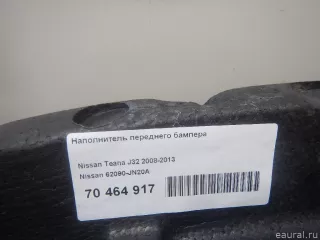 Наполнитель переднего бампера
Nissan Teana J32 2008-2013
Nissan 62090-JN20A
70 464 917
© eaural.ru